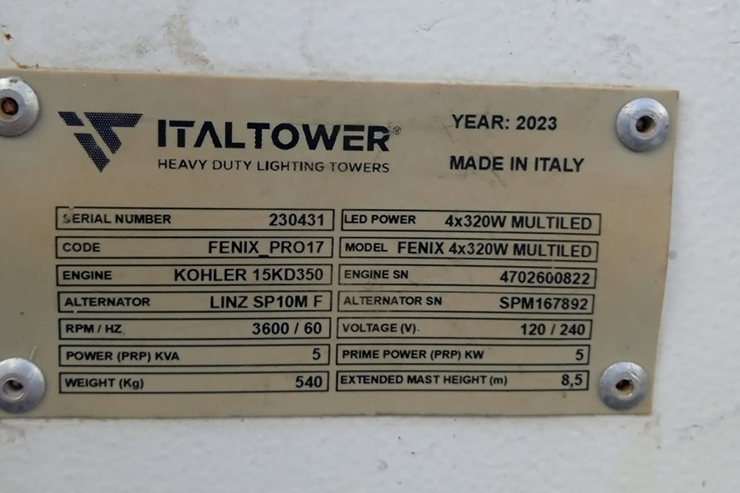 ITALTOWER®
HEAVY DUTY LIGHTING TOWERS
YEAR: 2023
MADE IN ITALY
SERIAL NUMBER 230431 LED POWER 4x320W MULTILED
CODE FENIX_PRO17 MODEL FENIX 4x320W MULTILED
ENGINE KOHLER 15KD350 ENGINE SN 4702600822
ALTERNATOR LINZ SP10M F ALTERNATOR SN SPM167892
RPM / HZ 3600 / 60 VOLTAGE (V) 120 / 240
POWER (PRP) KVA 5 PRIME POWER (PRP) KW 5
WEIGHT (Kg) 540 EXTENDED MAST HEIGHT (m) 8,5